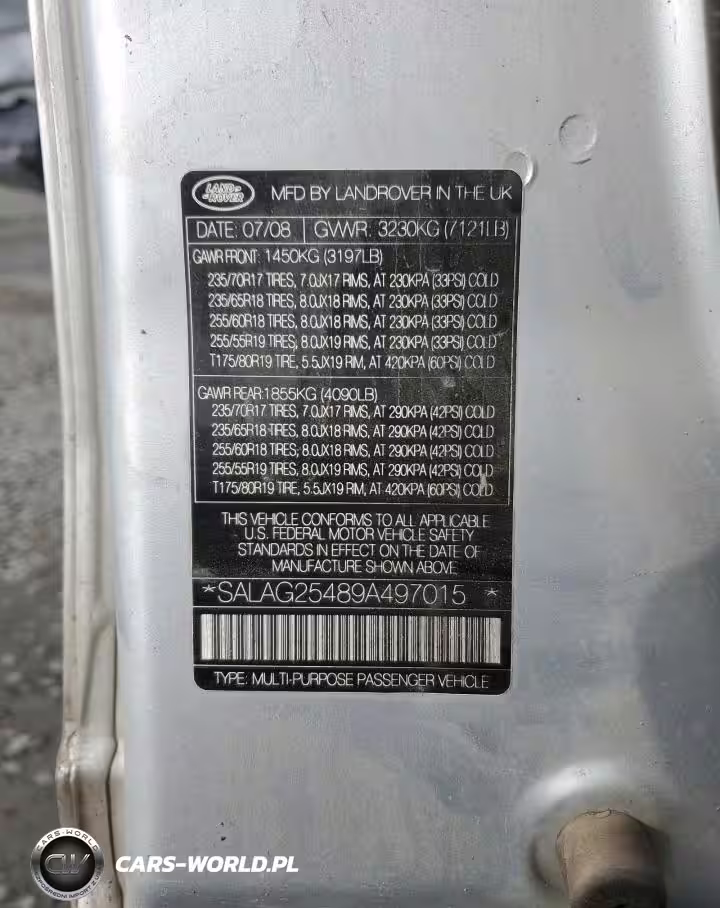 LAND ROVER
MFD BY LANDROVER IN THE UK
DATE: 07/08 GVWR: 3230KG (7121LB)
GAWR FRONT: 1450KG (3197LB)
235/70R17 TIRES, 7.0JX17 RIMS, AT 230KPA (33PSI) COLD
235/65R18 TIRES, 8.0JX18 RIMS, AT 230KPA (33PSI) COLD
255/60R18 TIRES, 8.0JX18 RIMS, AT 230KPA (33PSI) COLD
255/55R19 TIRES, 8.0JX19 RIMS, AT 230KPA (33PSI) COLD
T175/80R19 TIRE, 5.5JX19 RIM, AT 420KPA (60PSI) COLD
GAWR REAR: 1855KG (4090LB)
235/70R17 TIRES, 7.0JX17 RIMS, AT 290KPA (42PSI) COLD
235/65R18 TIRES, 8.0JX18 RIMS, AT 290KPA (42PSI) COLD
255/60R18 TIRES, 8.0JX18 RIMS, AT 290KPA (42PSI) COLD
255/55R19 TIRES, 8.0JX19 RIMS, AT 290KPA (42PSI) COLD
T175/80R19 TIRE, 5.5JX19 RIM, AT 420KPA (60PSI) COLD
THIS VEHICLE CONFORMS TO ALL APPLICABLE
U.S. FEDERAL MOTOR VEHICLE SAFETY
STANDARDS IN EFFECT ON THE DATE OF
MANUFACTURE SHOWN ABOVE
*SALAG25489A497015 *
TYPE: MULTI-PURPOSE PASSENGER VEHICLE
CARS-WORLD
CW
BEZPOŚREDNI IMPORT Z USA
CARS-WORLD.PL